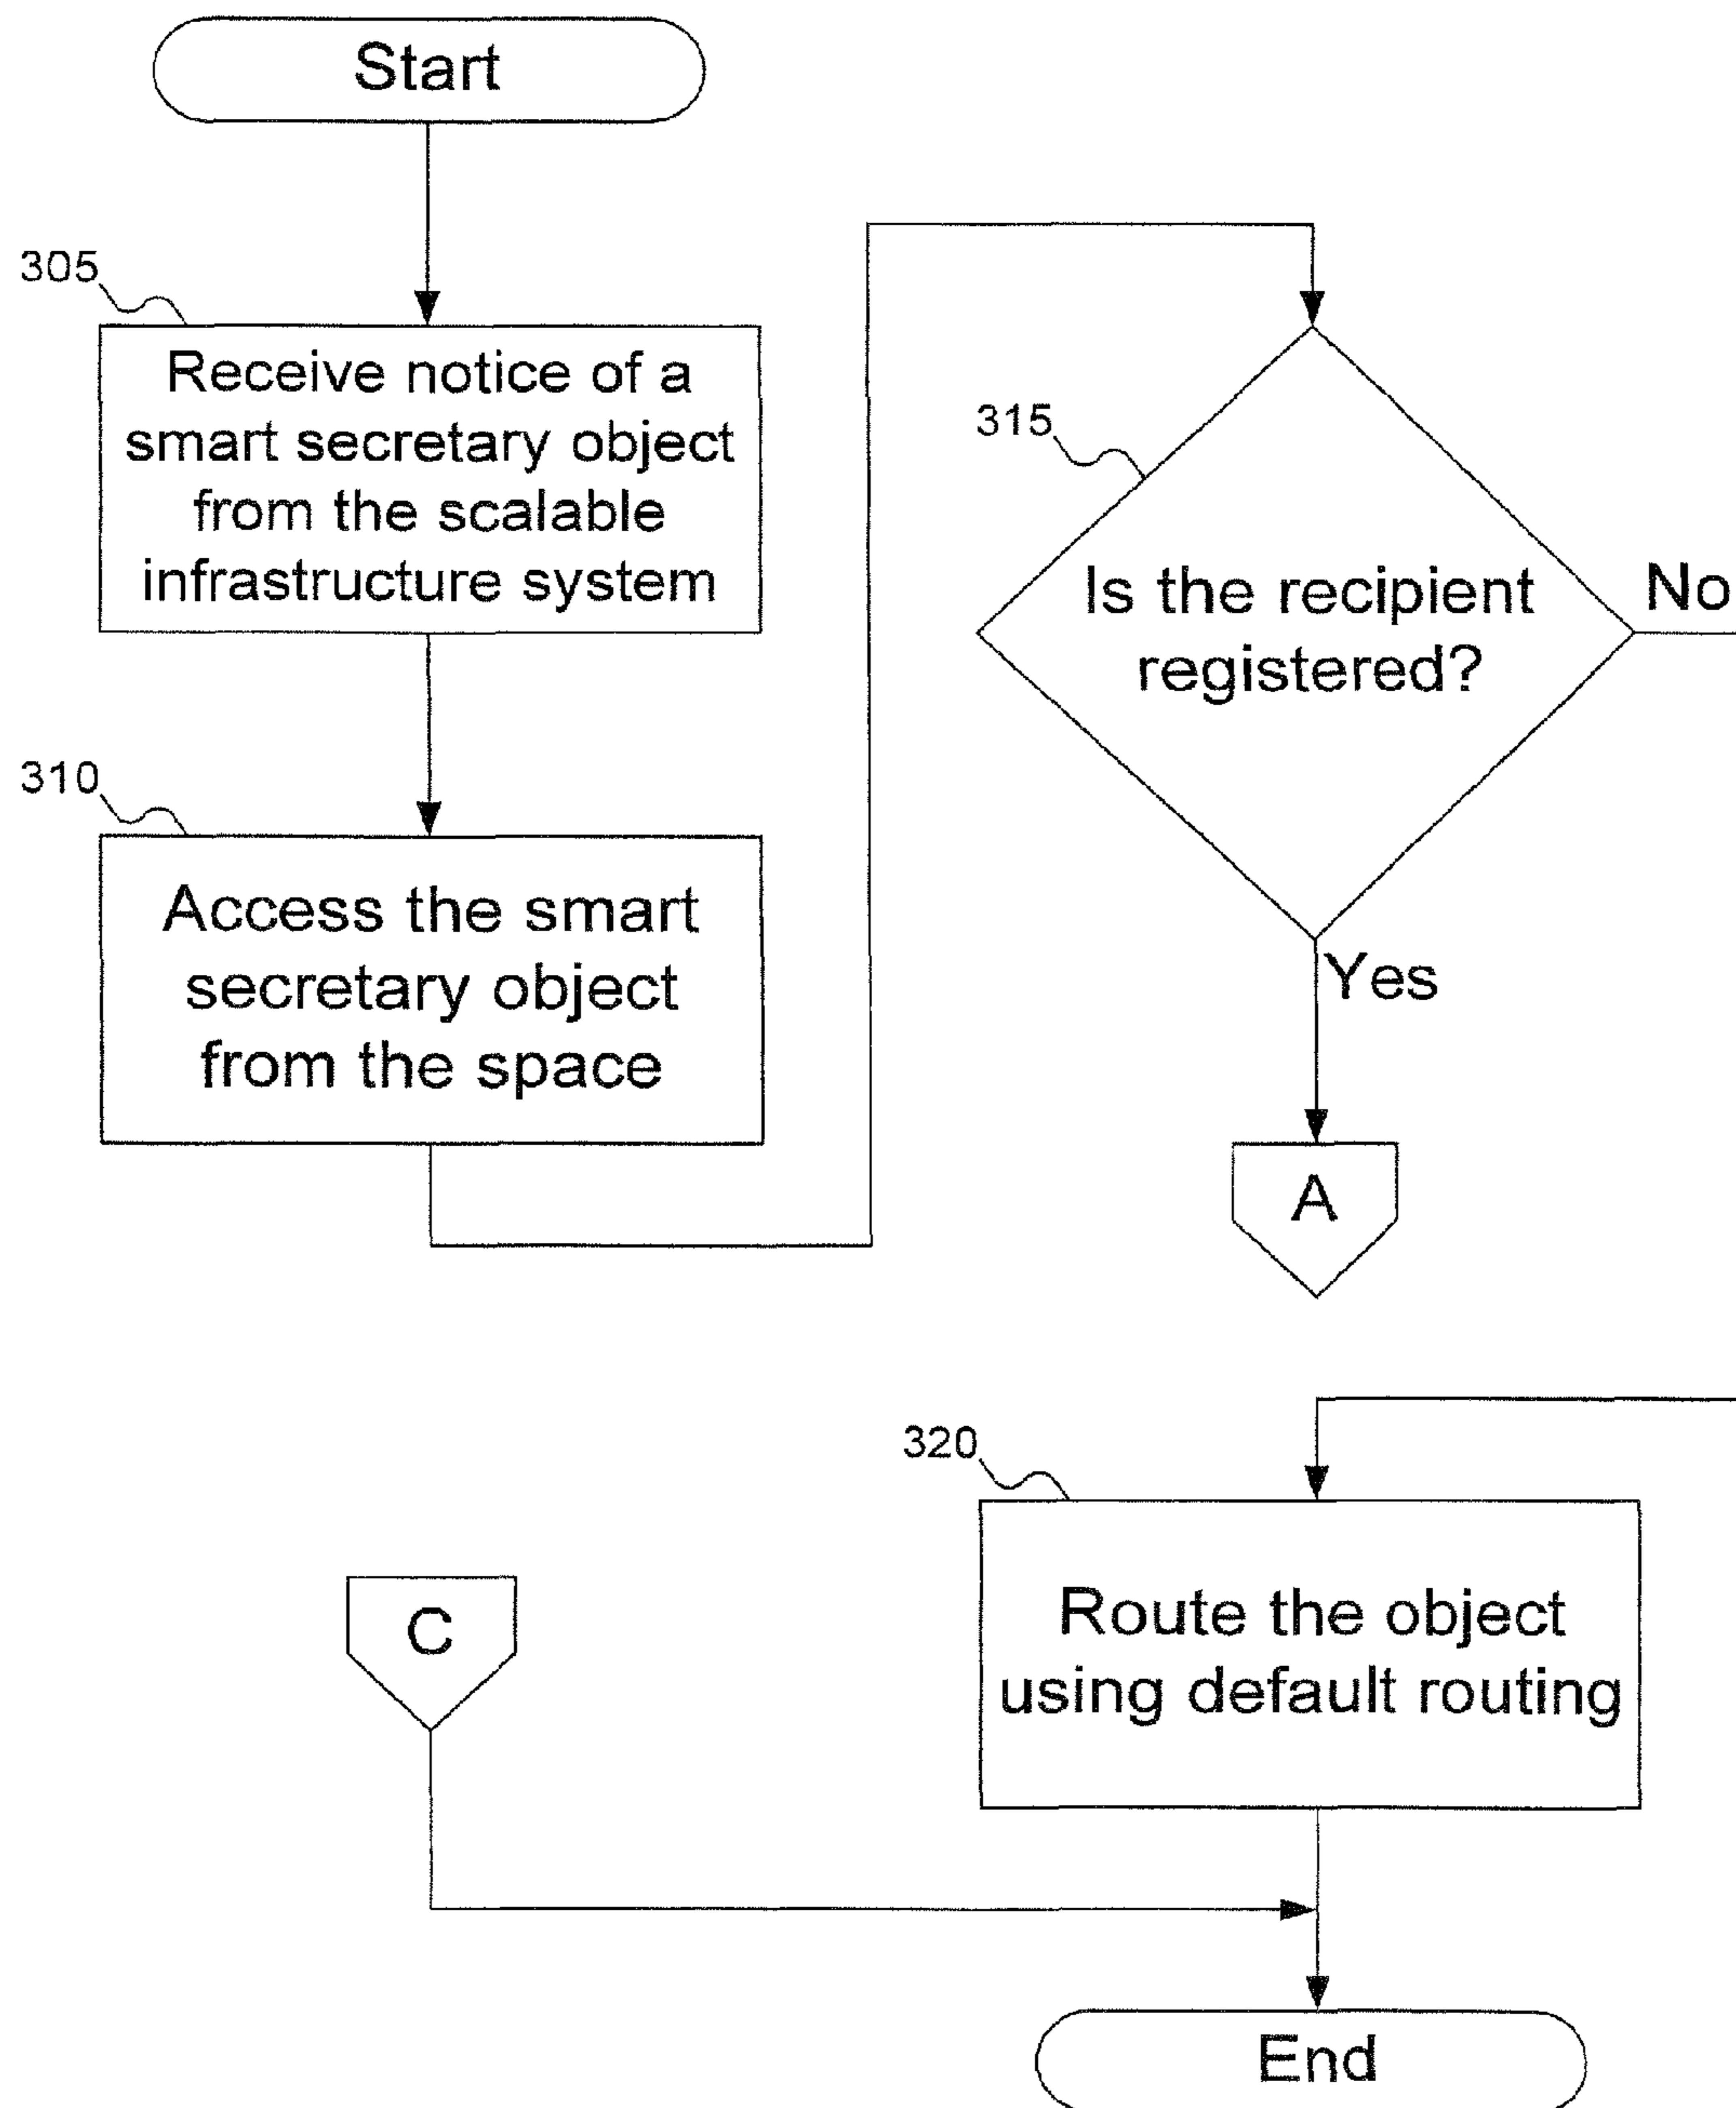 Start
305
Receive notice of a
smart secretary object
from the scalable
infrastructure system
310
Access the smart
secretary object
from the space
315
Is the recipient
registered?
No
Yes
A
320
Route the object
using default routing
C
End